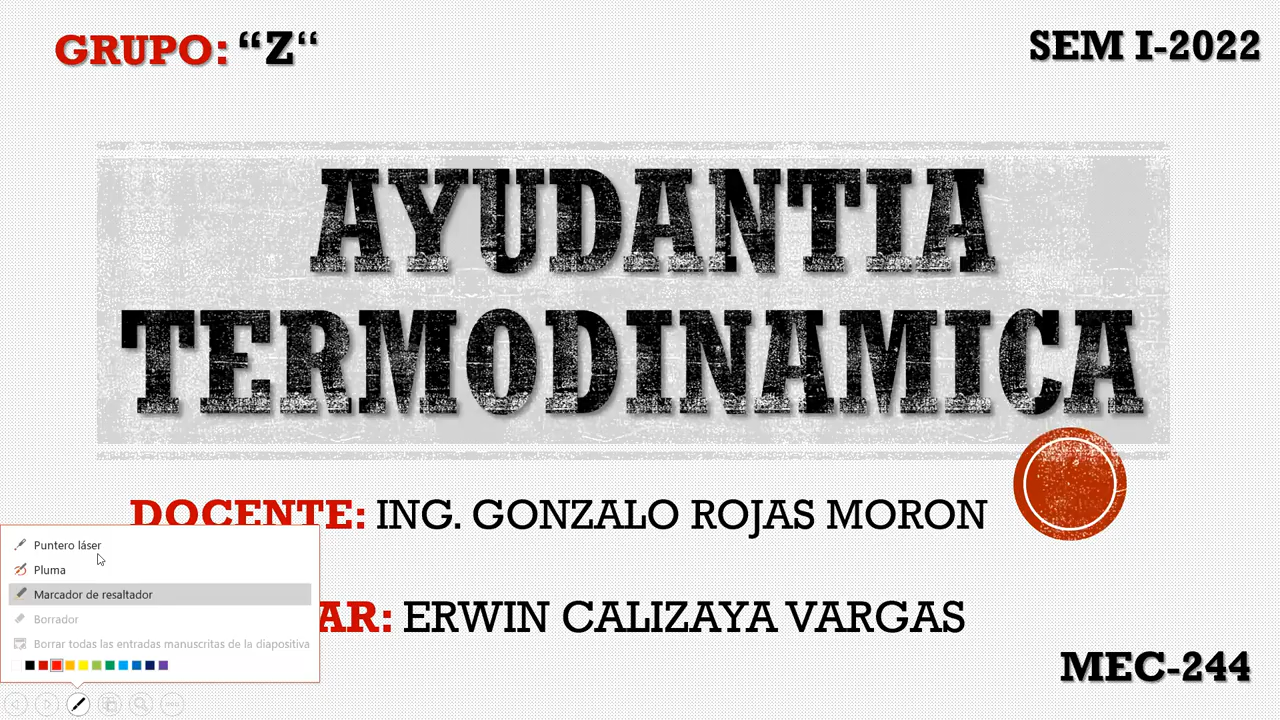 GRUPO: “Z“
SEM I-2022
AYUDANTIA
TERMODINAMICA
DOCENTE: ING. GONZALO ROJAS MORON
AR: ERWIN CALIZAYA VARGAS
MEC-244
Puntero láser
Pluma
Marcador de resaltador
Borrador
Borrar todas las entradas manuscritas de la diapositiva